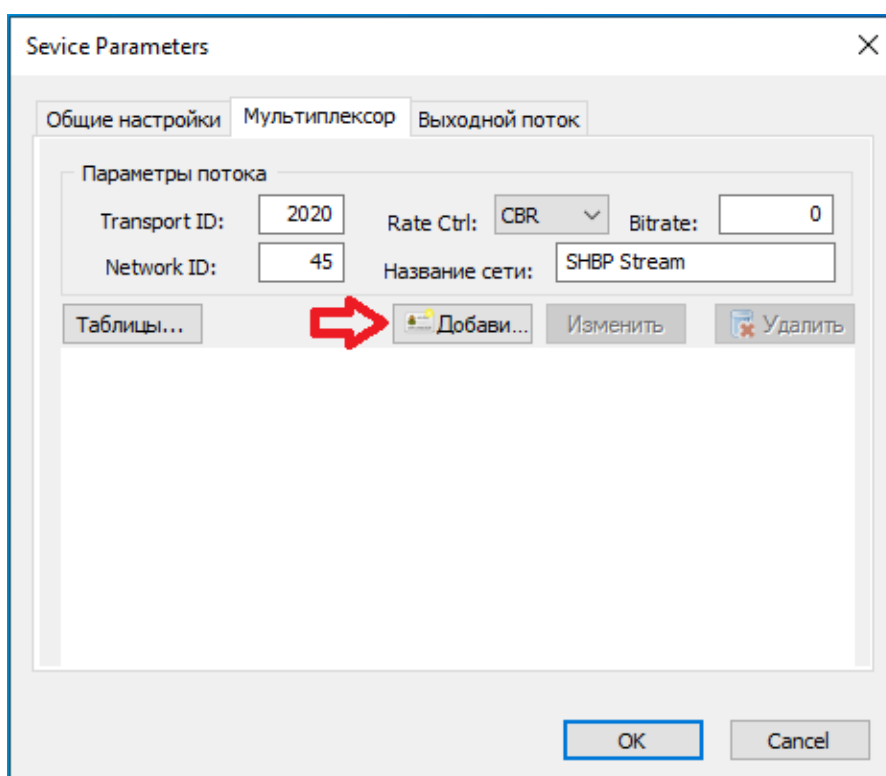 Sevice Parameters
Общие настройки Мультиплексор Выходной поток
Параметры потока
Transport ID: 2020 Rate Ctrl: CBR Bitrate: 0
Network ID: 45 Название сети: SHBP Stream
Таблицы... Добави... Изменить Удалить
OK Cancel